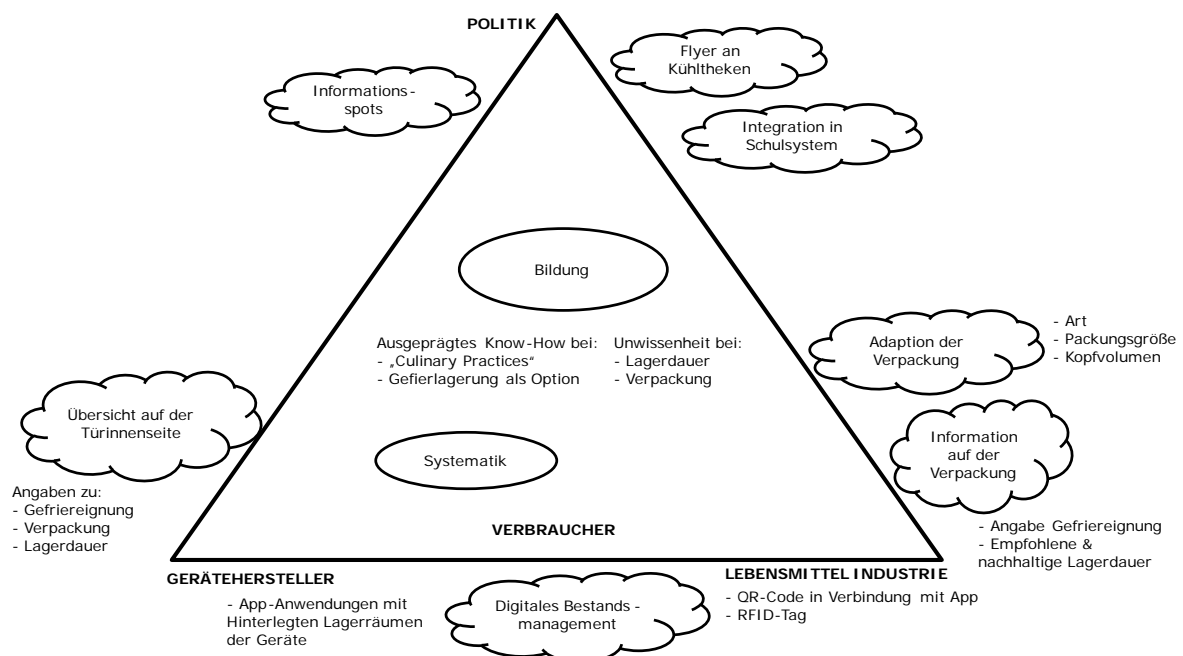 POLITIK
Flyer an
Kühltheken
Informations-
spots
Integration in
Schulsystem
Bildung
Ausgeprägtes Know-How bei:
- „Culinary Practices“
- Gefierlagerung als Option
Unwissenheit bei:
- Lagerdauer
- Verpackung
Adaption der
Verpackung
- Art
- Packungsgröße
- Kopfvolumen
Übersicht auf der
Türinnenseite
Angaben zu:
- Gefriereignung
- Verpackung
- Lagerdauer
Systematik
Information
auf der
Verpackung
- Angabe Gefriereignung
- Empfohlene &
nachhaltige Lagerdauer
VERBRAUCHER
GERÄTEHERSTELLER
- App-Anwendungen mit
Hinterlegten Lagerräumen
der Geräte
Digitales Bestands -
management
LEBENSMITTELINDUSTRIE
- QR-Code in Verbindung mit App
- RFID-Tag